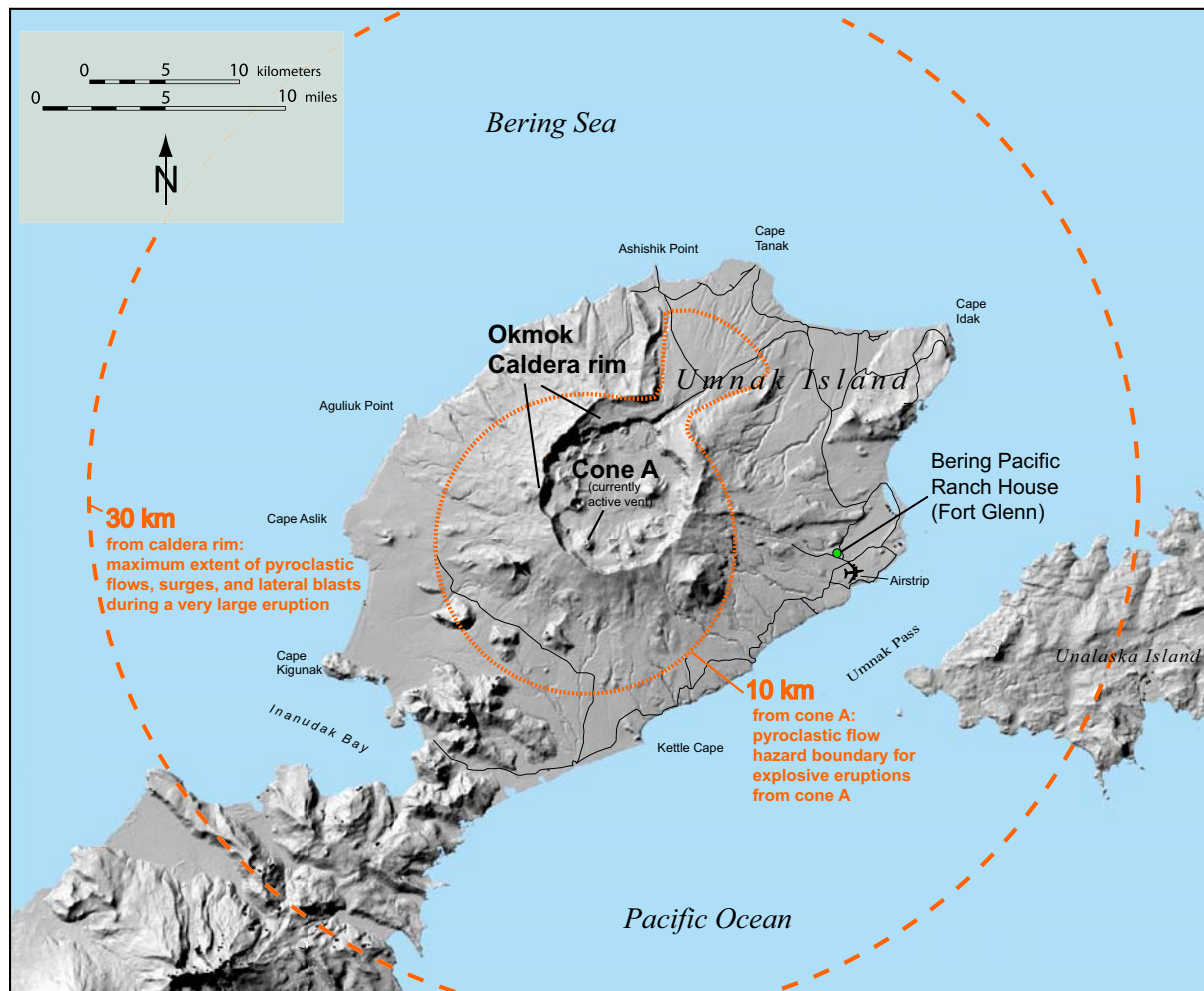 0 5 10 kilometers
0 5 10 miles
N
Bering Sea
Cape
Tanak
Ashishik Point
Cape
Idak
Okmok
Caldera rim
Umnak Island
Aguliuk Point
Cone A
(currently
active vent)
Bering Pacific
Ranch House
(Fort Glenn)
30 km
from caldera rim:
maximum extent of pyroclastic
flows, surges, and lateral blasts
during a very large eruption
Cape Aslik
Airstrip
Umnak Pass
Unalaska Island
Cape
Kigunak
10 km
from cone A:
pyroclastic flow
hazard boundary for
explosive eruptions
from cone A
Inanudak Bay
Kettle Cape
Pacific Ocean